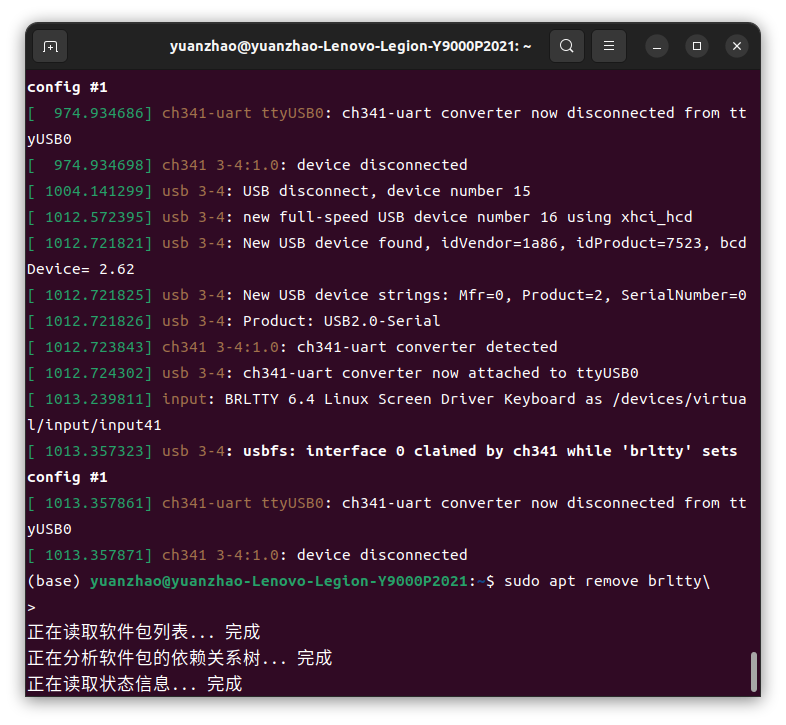 yuanzhao@yuanzhao-Lenovo-Legion-Y9000P2021: ~
config #1
[  974.934686] ch341-uart ttyUSB0: ch341-uart converter now disconnected from tt
yUSB0
[  974.934698] ch341 3-4:1.0: device disconnected
[ 1004.141299] usb 3-4: USB disconnect, device number 15
[ 1012.572395] usb 3-4: new full-speed USB device number 16 using xhci_hcd
[ 1012.721821] usb 3-4: New USB device found, idVendor=1a86, idProduct=7523, bcd
Device= 2.62
[ 1012.721825] usb 3-4: New USB device strings: Mfr=0, Product=2, SerialNumber=0
[ 1012.721826] usb 3-4: Product: USB2.0-Serial
[ 1012.723843] ch341 3-4:1.0: ch341-uart converter detected
[ 1012.724302] usb 3-4: ch341-uart converter now attached to ttyUSB0
[ 1013.239811] input: BRLTTY 6.4 Linux Screen Driver Keyboard as /devices/virtua
l/input/input41
[ 1013.357323] usb 3-4: usbfs: interface 0 claimed by ch341 while 'brltty' sets
config #1
[ 1013.357861] ch341-uart ttyUSB0: ch341-uart converter now disconnected from tt
yUSB0
[ 1013.357871] ch341 3-4:1.0: device disconnected
(base) yuanzhao@yuanzhao-Lenovo-Legion-Y9000P2021:~$ sudo apt remove brltty\
>
正在读取软件包列表... 完成
正在分析软件包的依赖关系树... 完成
正在读取状态信息... 完成